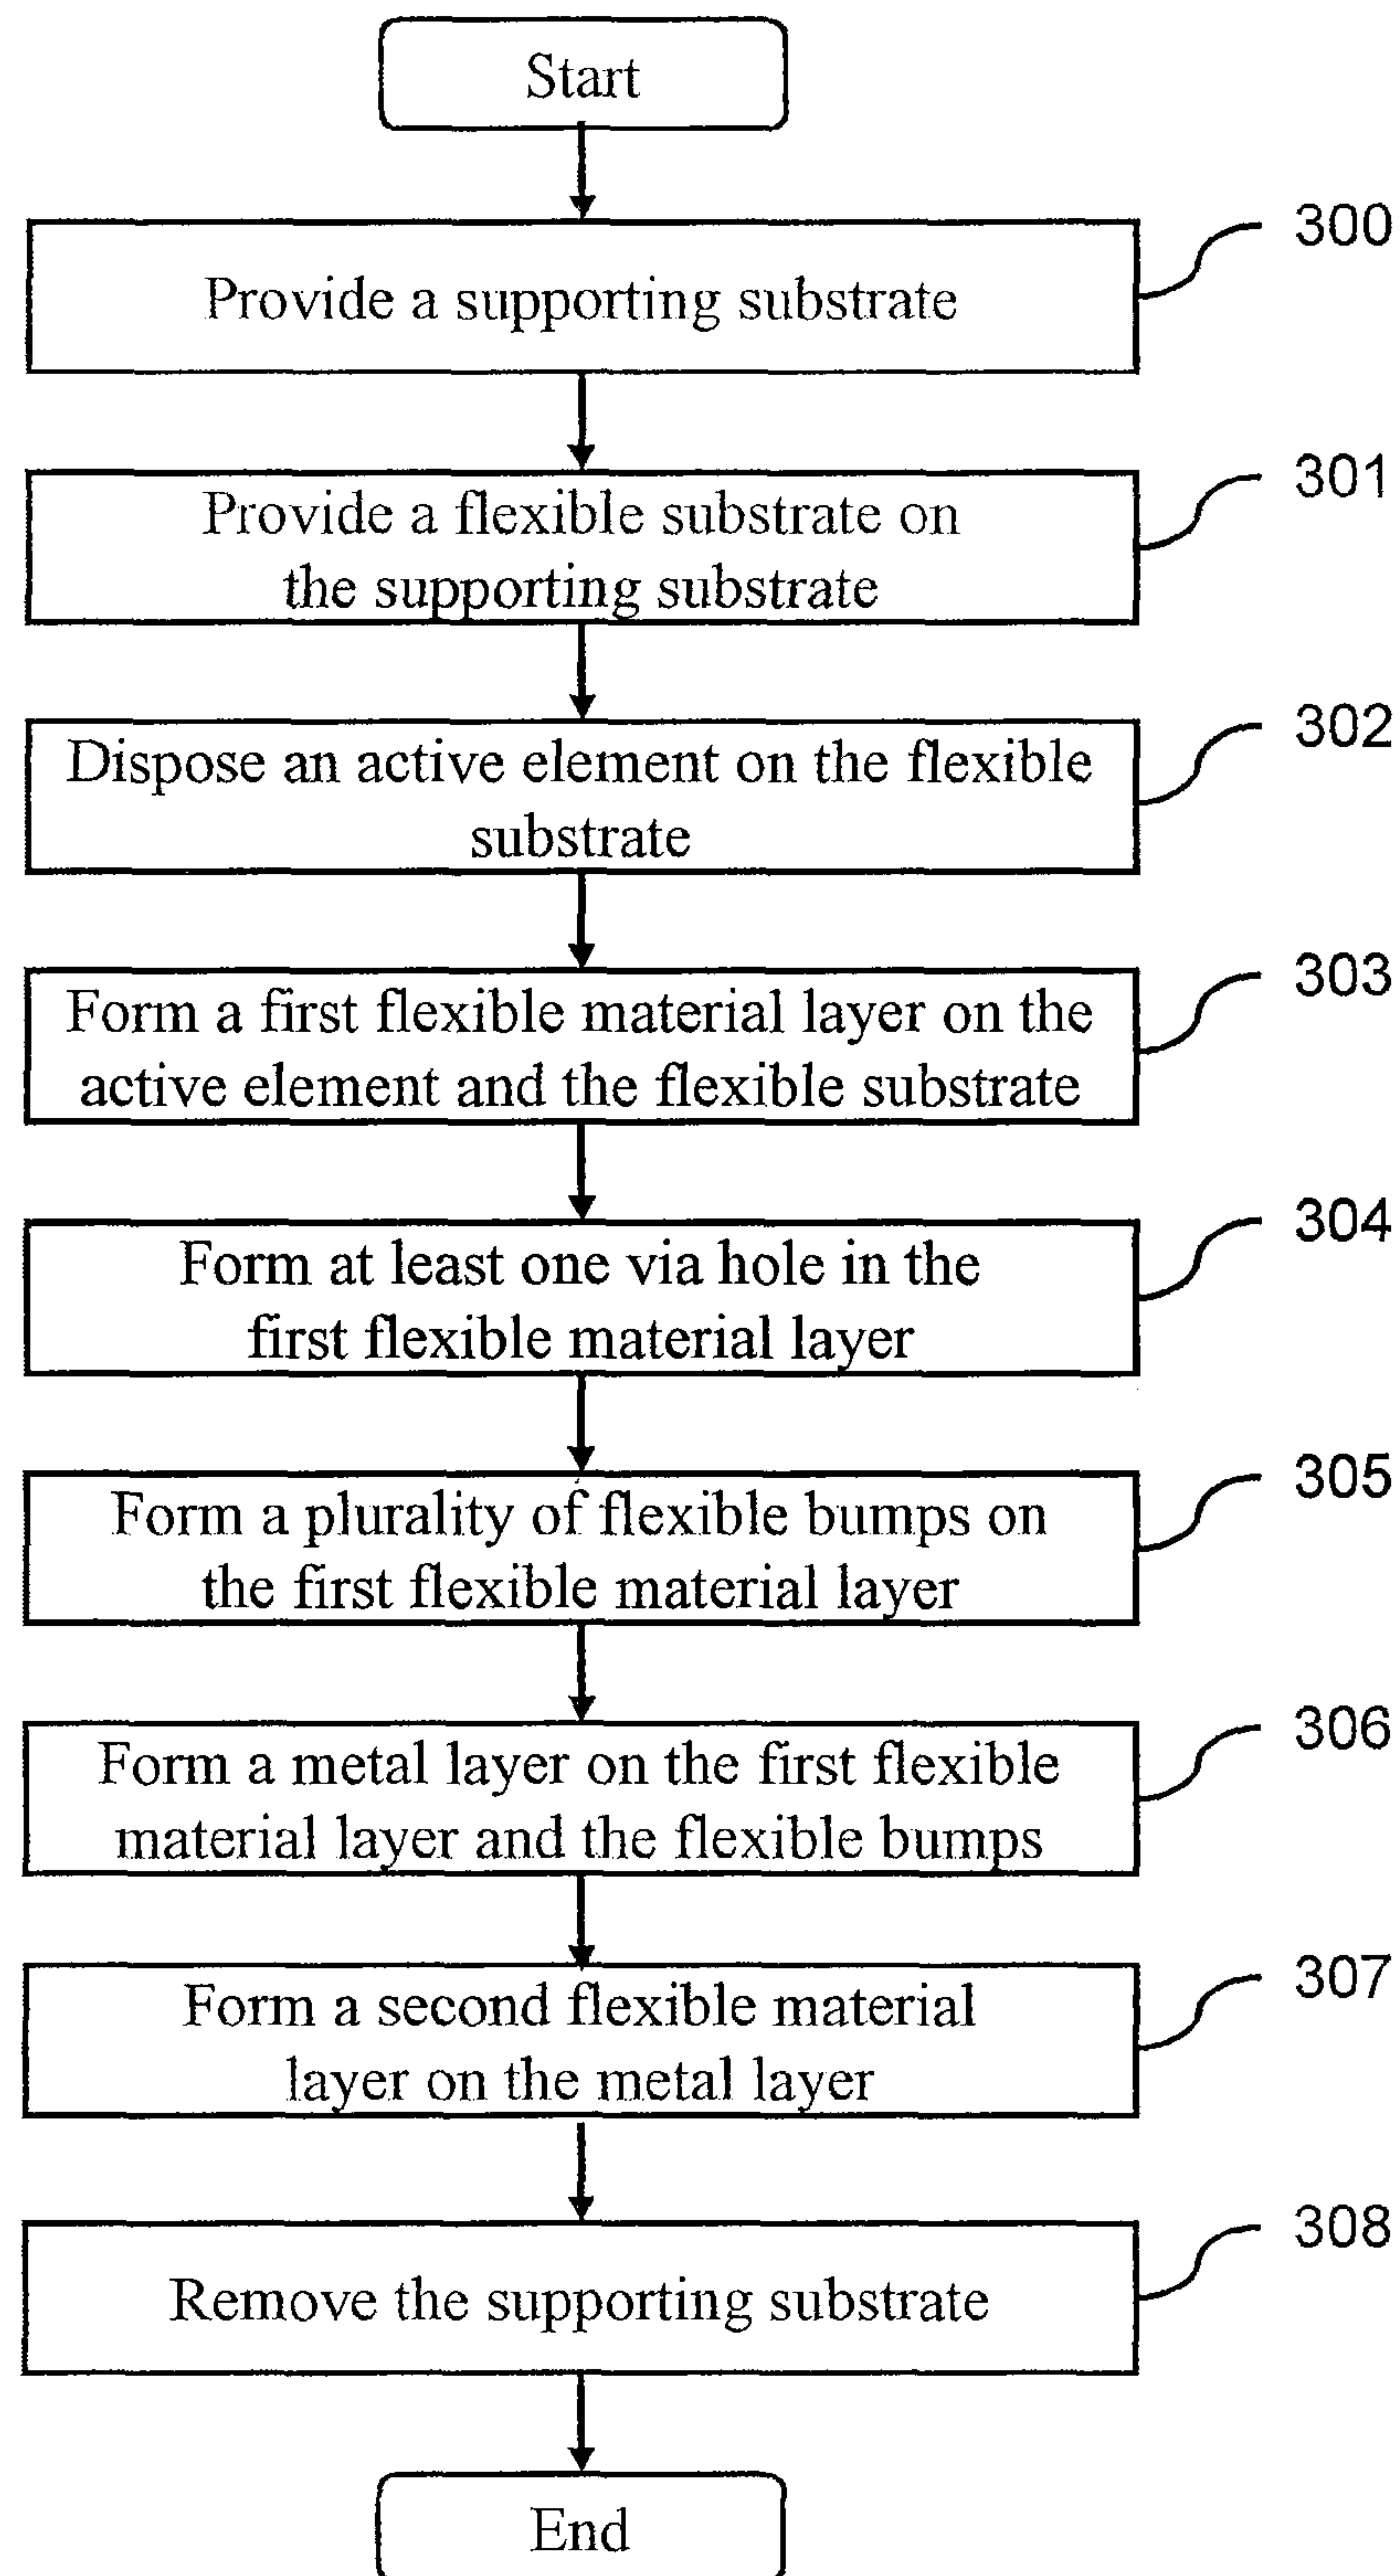 Start
300
Provide a supporting substrate
301
Provide a flexible substrate on
the supporting substrate
302
Dispose an active element on the flexible
substrate
303
Form a first flexible material layer on the
active element and the flexible substrate
304
Form at least one via hole in the
first flexible material layer
305
Form a plurality of flexible bumps on
the first flexible material layer
306
Form a metal layer on the first flexible
material layer and the flexible bumps
307
Form a second flexible material
layer on the metal layer
308
Remove the supporting substrate
End